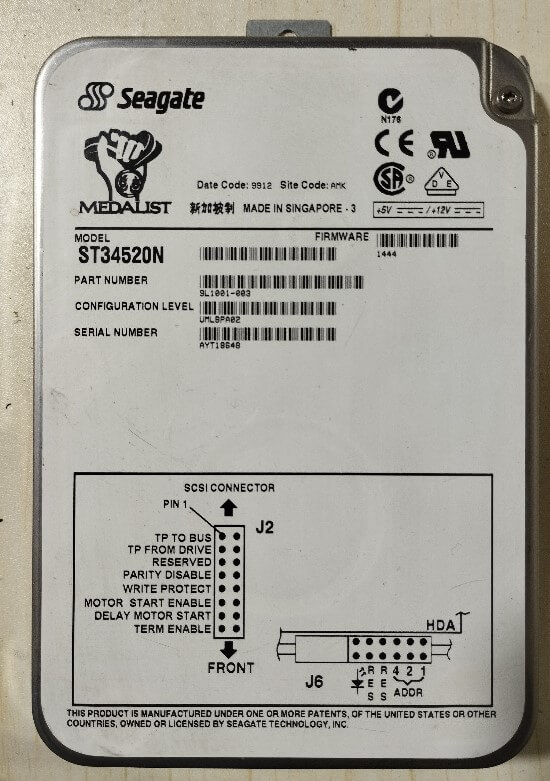 Seagate
N176
CE
MEDALIST
Date Code: 9912 Site Code: AMK
新加坡制 MADE IN SINGAPORE - 3
+5V /+12V
MODEL
ST34520N
FIRMWARE
1444
PART NUMBER
9L1001-003
CONFIGURATION LEVEL
UML8PA02
SERIAL NUMBER
AYT18648
SCSI CONNECTOR
PIN 1
J2
TP TO BUS
TP FROM DRIVE
RESERVED
PARITY DISABLE
WRITE PROTECT
MOTOR START ENABLE
DELAY MOTOR START
TERM ENABLE
FRONT
HDA
J6
RES
RES
4 2 1
ADDR
THIS PRODUCT IS MANUFACTURED UNDER ONE OR MORE PATENTS, OF THE UNITED STATES OR OTHER
COUNTRIES, OWNED OR LICENSED BY SEAGATE TECHNOLOGY, INC.